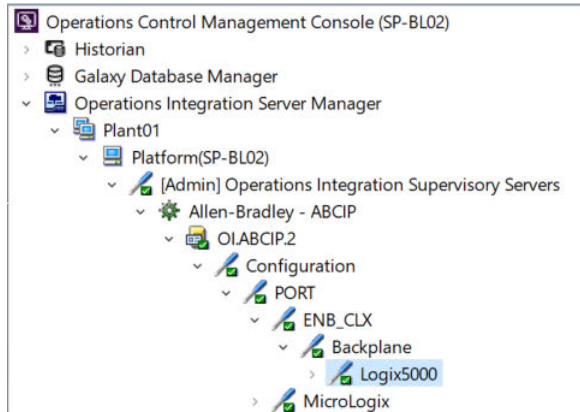 Operations Control Management Console (SP-BL02)
Historian
Galaxy Database Manager
Operations Integration Server Manager
Plant01
Platform(SP-BL02)
[Admin] Operations Integration Supervisory Servers
Allen-Bradley - ABCIP
OI.ABCIP.2
Configuration
PORT
ENB_CLX
Backplane
Logix5000
MicroLogix